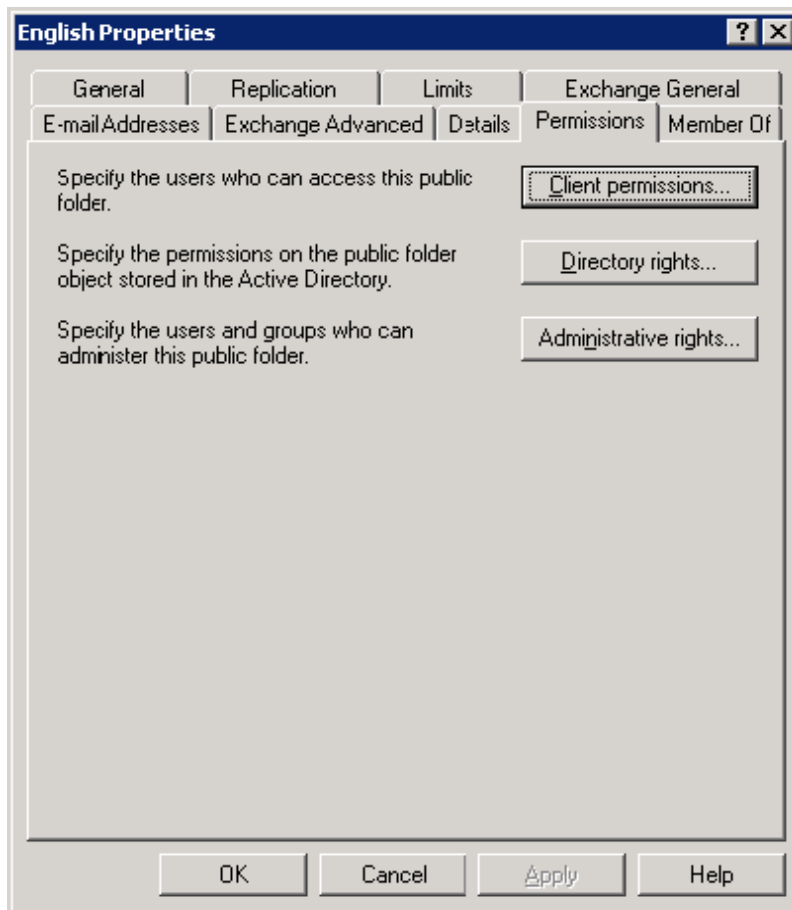 English Properties
General Replication Limits Exchange General
E-mail Addresses Exchange Advanced Details Permissions Member Of
Specify the users who can access this public
folder.
Client permissions...
Specify the permissions on the public folder
object stored in the Active Directory.
Directory rights...
Specify the users and groups who can
administer this public folder.
Administrative rights...
OK Cancel Apply Help